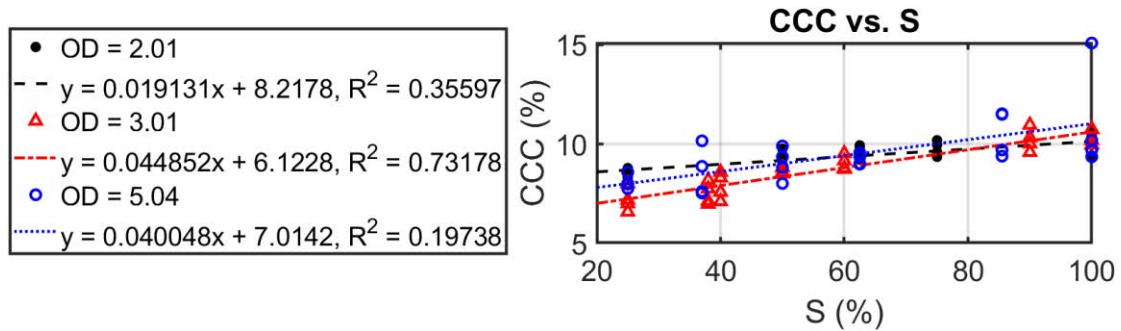 OD = 2.01
y = 0.019131x + 8.2178, R² = 0.35597
OD = 3.01
y = 0.044852x + 6.1228, R² = 0.73178
OD = 5.04
y = 0.040048x + 7.0142, R² = 0.19738
CCC vs. S
CCC (%)
15
10
5
20 40 60 80 100
S (%)